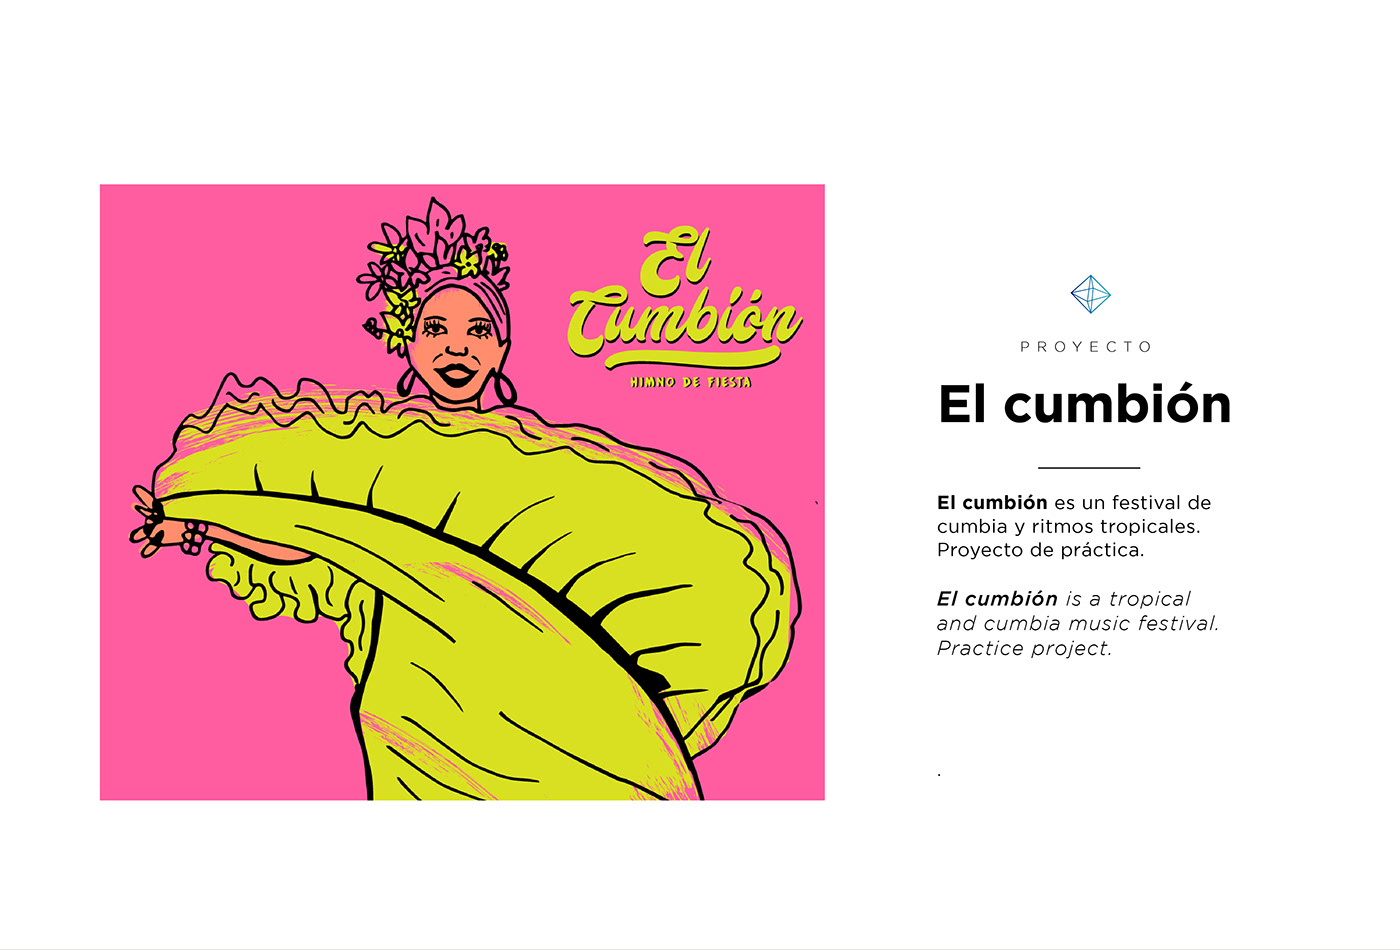 El
Cumbión
HIMNO DE FIESTA
PROYECTO
El cumbión
El cumbión es un festival de
cumbia y ritmos tropicales.
Proyecto de práctica.
El cumbión is a tropical
and cumbia music festival.
Practice project.
.